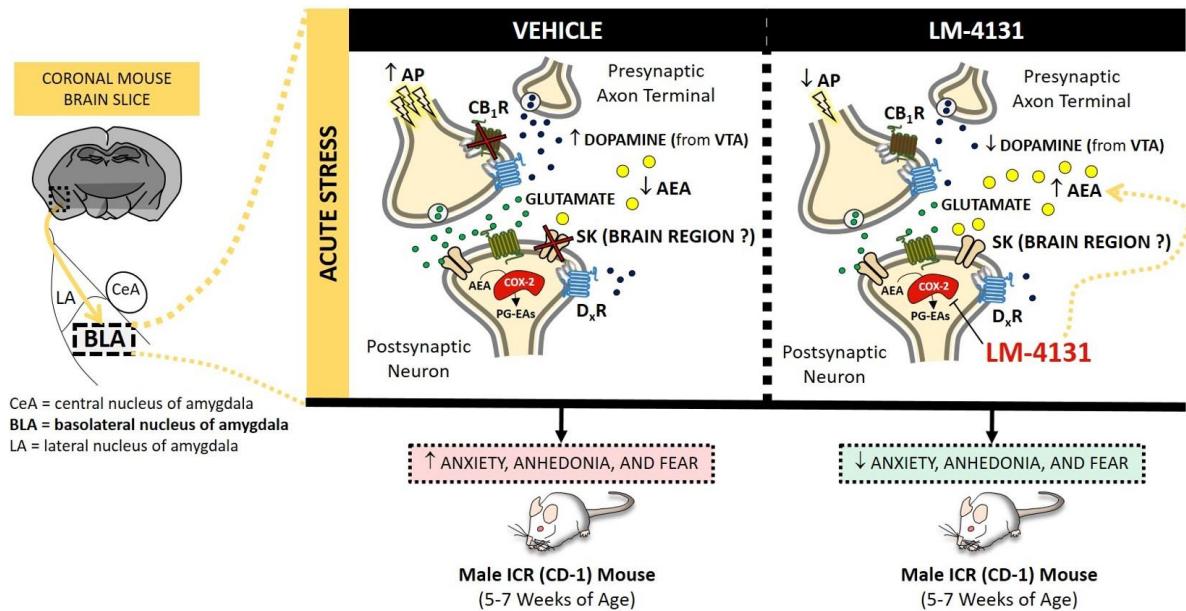 CORONAL MOUSE
BRAIN SLICE
LA
CeA
BLA
CeA = central nucleus of amygdala
BLA = basolateral nucleus of amygdala
LA = lateral nucleus of amygdala
ACUTE STRESS
VEHICLE
↑ AP
CB1R
Presynaptic
Axon Terminal
↑ DOPAMINE (from VTA)
↓ AEA
GLUTAMATE
SK (BRAIN REGION ?)
AEA
COX-2
PG-EAs
DxR
Postsynaptic
Neuron
↑ ANXIETY, ANHEDONIA, AND FEAR
Male ICR (CD-1) Mouse
(5-7 Weeks of Age)
LM-4131
↓ AP
CB1R
Presynaptic
Axon Terminal
↓ DOPAMINE (from VTA)
↑ AEA
GLUTAMATE
SK (BRAIN REGION ?)
AEA
COX-2
PG-EAs
DxR
LM-4131
Postsynaptic
Neuron
↓ ANXIETY, ANHEDONIA, AND FEAR
Male ICR (CD-1) Mouse
(5-7 Weeks of Age)